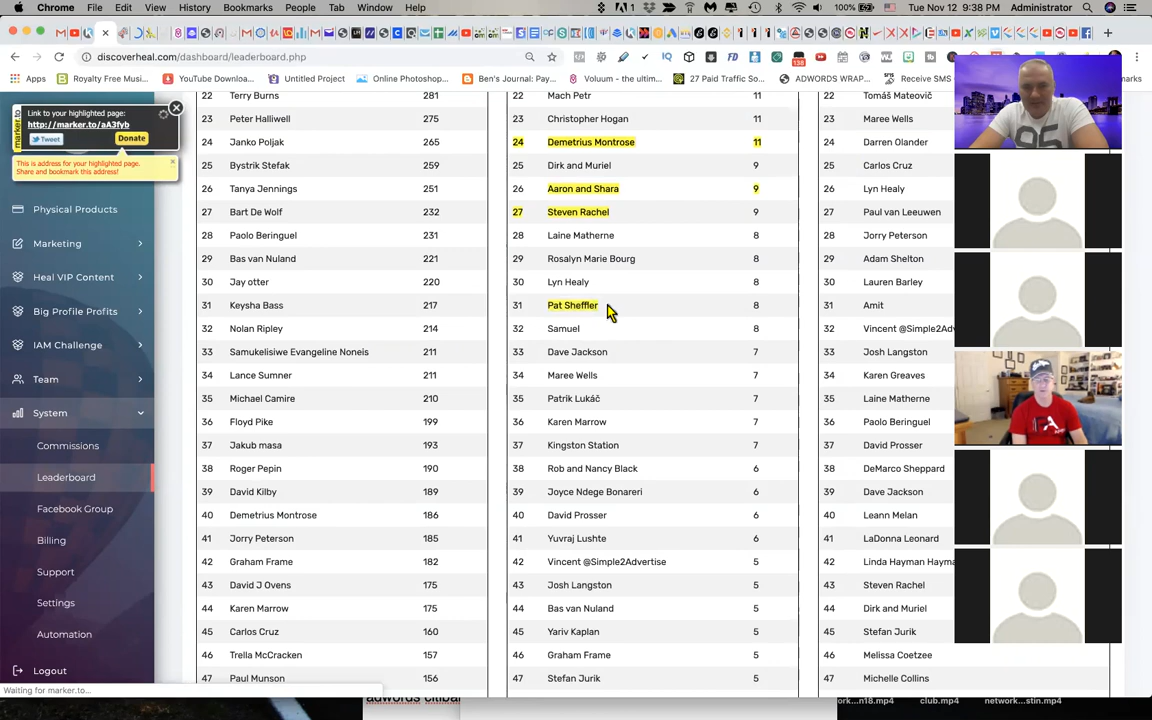 Chrome File Edit View History Bookmarks People Tab Window Help 1 100% Tue Nov 12 9:38 PM Administrator
discoverheal.com/dashboard/leaderboard.php 138
Apps Royalty Free Musi... YouTube Downloa... Untitled Project Online Photoshop... Ben's Journal: Pay... Voluum - the ultim... 27 Paid Traffic So... ADWORDS WRAP... Receive SMS marks
Link to your highlighted page:
http://marker.to/aA3fyb
Tweet Donate
marker.to
This is address for your highlighted page.
Share and bookmark this address!
Physical Products
Marketing
Heal VIP Content
Big Profile Profits
IAM Challenge
Team
System
Commissions
Leaderboard
Facebook Group
Billing
Support
Settings
Automation
Logout
Waiting for marker.to...
22 Terry Burns 281
23 Peter Halliwell 275
24 Janko Poljak 265
25 Bystrik Stefak 259
26 Tanya Jennings 251
27 Bart De Wolf 232
28 Paolo Beringuel 231
29 Bas van Nuland 221
30 Jay otter 220
31 Keysha Bass 217
32 Nolan Ripley 214
33 Samukelisiwe Evangeline Noneis 211
34 Lance Sumner 211
35 Michael Camire 210
36 Floyd Pike 199
37 Jakub masa 193
38 Roger Pepin 190
39 David Kilby 189
40 Demetrius Montrose 186
41 Jorry Peterson 185
42 Graham Frame 182
43 David J Ovens 175
44 Karen Marrow 175
45 Carlos Cruz 160
46 Trella McCracken 157
47 Paul Munson 156
22 Mach Petr 11
23 Christopher Hogan 11
24 Demetrius Montrose 11
25 Dirk and Muriel 9
26 Aaron and Shara 9
27 Steven Rachel 9
28 Laine Matherne 8
29 Rosalyn Marie Bourg 8
30 Lyn Healy 8
31 Pat Sheffler 8
32 Samuel 8
33 Dave Jackson 7
34 Maree Wells 7
35 Patrik Lukáč 7
36 Karen Marrow 7
37 Kingston Station 7
38 Rob and Nancy Black 6
39 Joyce Ndege Bonareri 6
40 David Prosser 6
41 Yuvraj Lushte 6
42 Vincent @Simple2Advertise 5
43 Josh Langston 5
44 Bas van Nuland 5
45 Yariv Kaplan 5
46 Graham Frame 5
47 Stefan Jurik 5
22 Tomáš Mateovič
23 Maree Wells
24 Darren Olander
25 Carlos Cruz
26 Lyn Healy
27 Paul van Leeuwen
28 Jorry Peterson
29 Adam Shelton
30 Lauren Barley
31 Amit
32 Vincent @Simple2Adv
33 Josh Langston
34 Karen Greaves
35 Laine Matherne
36 Paolo Beringuel
37 David Prosser
38 DeMarco Sheppard
39 Dave Jackson
40 Leann Melan
41 LaDonna Leonard
42 Linda Hayman Hayma
43 Steven Rachel
44 Dirk and Muriel
45 Stefan Jurik
46 Melissa Coetzee
47 Michelle Collins
95
adwords clibai
ork...n18.mp4 club.mp4 network...stin.mp4